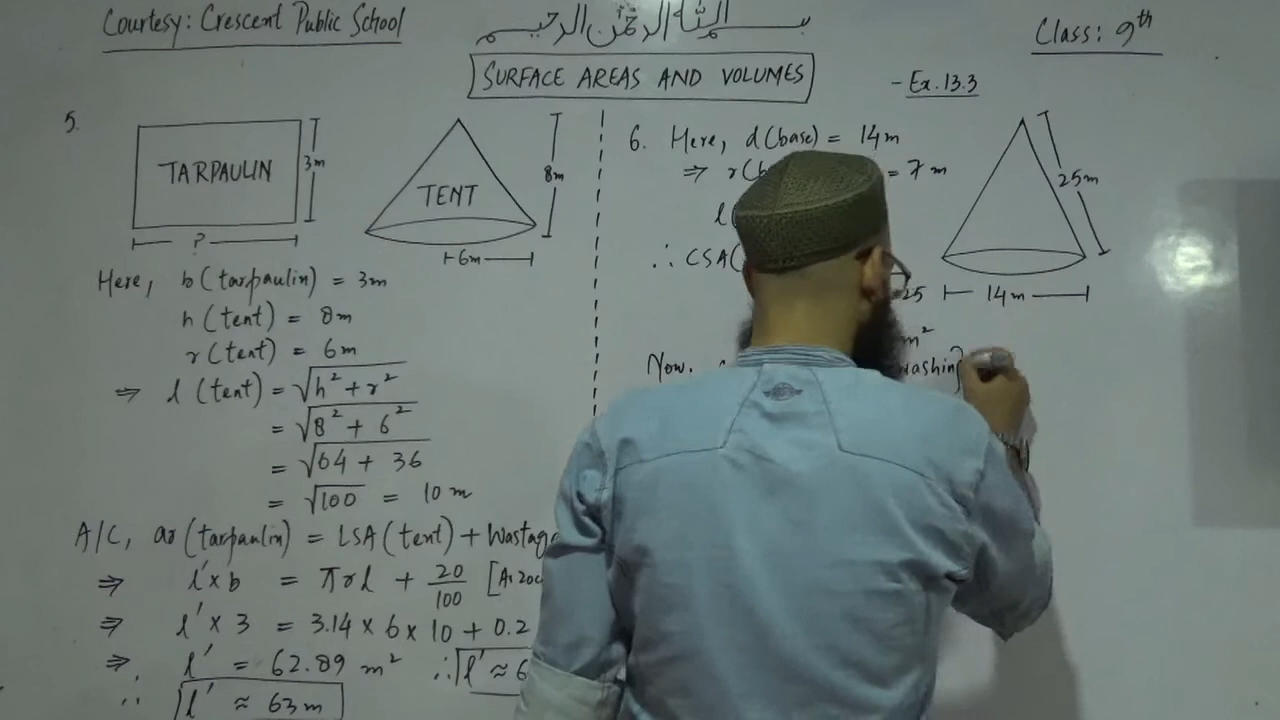 Courtesy: Crescent Public School
بسم الله الرحمن الرحيم
Class: 9th
SURFACE AREAS AND VOLUMES
- Ex. 13.3
5.
TARPAULIN
3m
?
TENT
8m
6m
Here, b(tarpaulin) = 3m
h(tent) = 8m
r(tent) = 6m
⇒ l (tent) = √h² + r²
= √8² + 6²
= √64 + 36
= √100 = 10 m
A/C, ar(tarpaulin) = LSA(tent) + Wastage
⇒ l' × b = πrl + 20/100
⇒ l' × 3 = 3.14 × 6 × 10 + 0.2
⇒ l' = 62.89 m² ∴ l' ≈ 6
∴ l' ≈ 63 m
6. Here, d(base) = 14m
⇒ r(b = 7 m
l(
∴ CSA(
25
m²
Now,
25m
14m